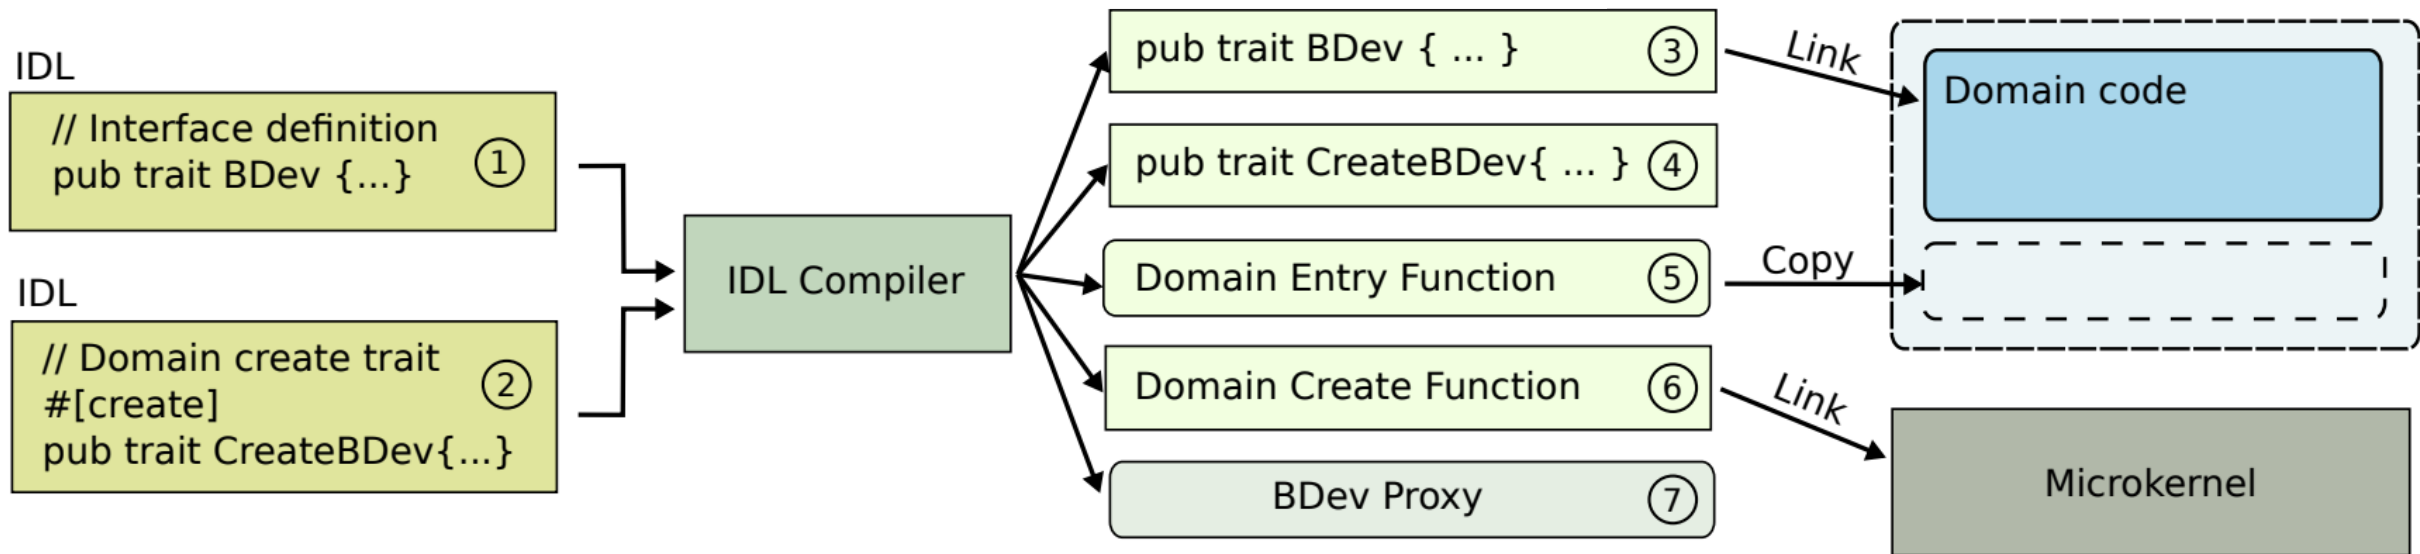 IDL
// Interface definition
pub trait BDev {...}
1
IDL
// Domain create trait
#[create]
pub trait CreateBDev{...}
2
IDL Compiler
pub trait BDev { ... }
3
pub trait CreateBDev{ ... }
4
Domain Entry Function
5
Domain Create Function
6
BDev Proxy
7
Link
Copy
Link
Domain code
Microkernel